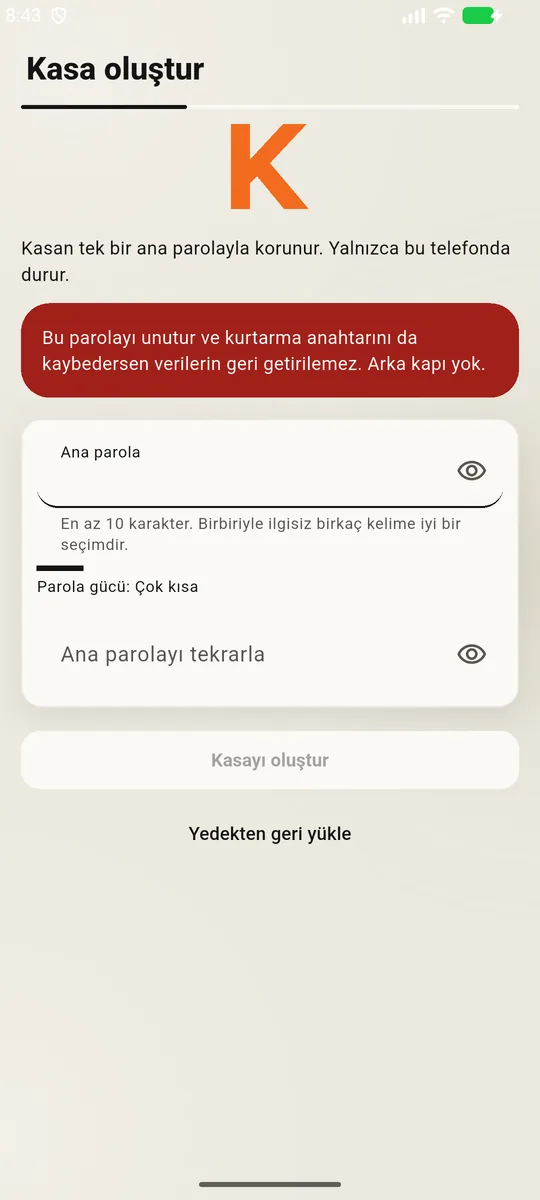 8:43
Kasa oluştur
K
Kasan tek bir ana parolayla korunur. Yalnızca bu telefonda
durur.
Bu parolayı unutur ve kurtarma anahtarını da
kaybedersen verilerin geri getirilemez. Arka kapı yok.
Ana parola
En az 10 karakter. Birbiriyle ilgisiz birkaç kelime iyi bir
seçimdir.
Parola gücü: Çok kısa
Ana parolayı tekrarla
Kasayı oluştur
Yedekten geri yükle